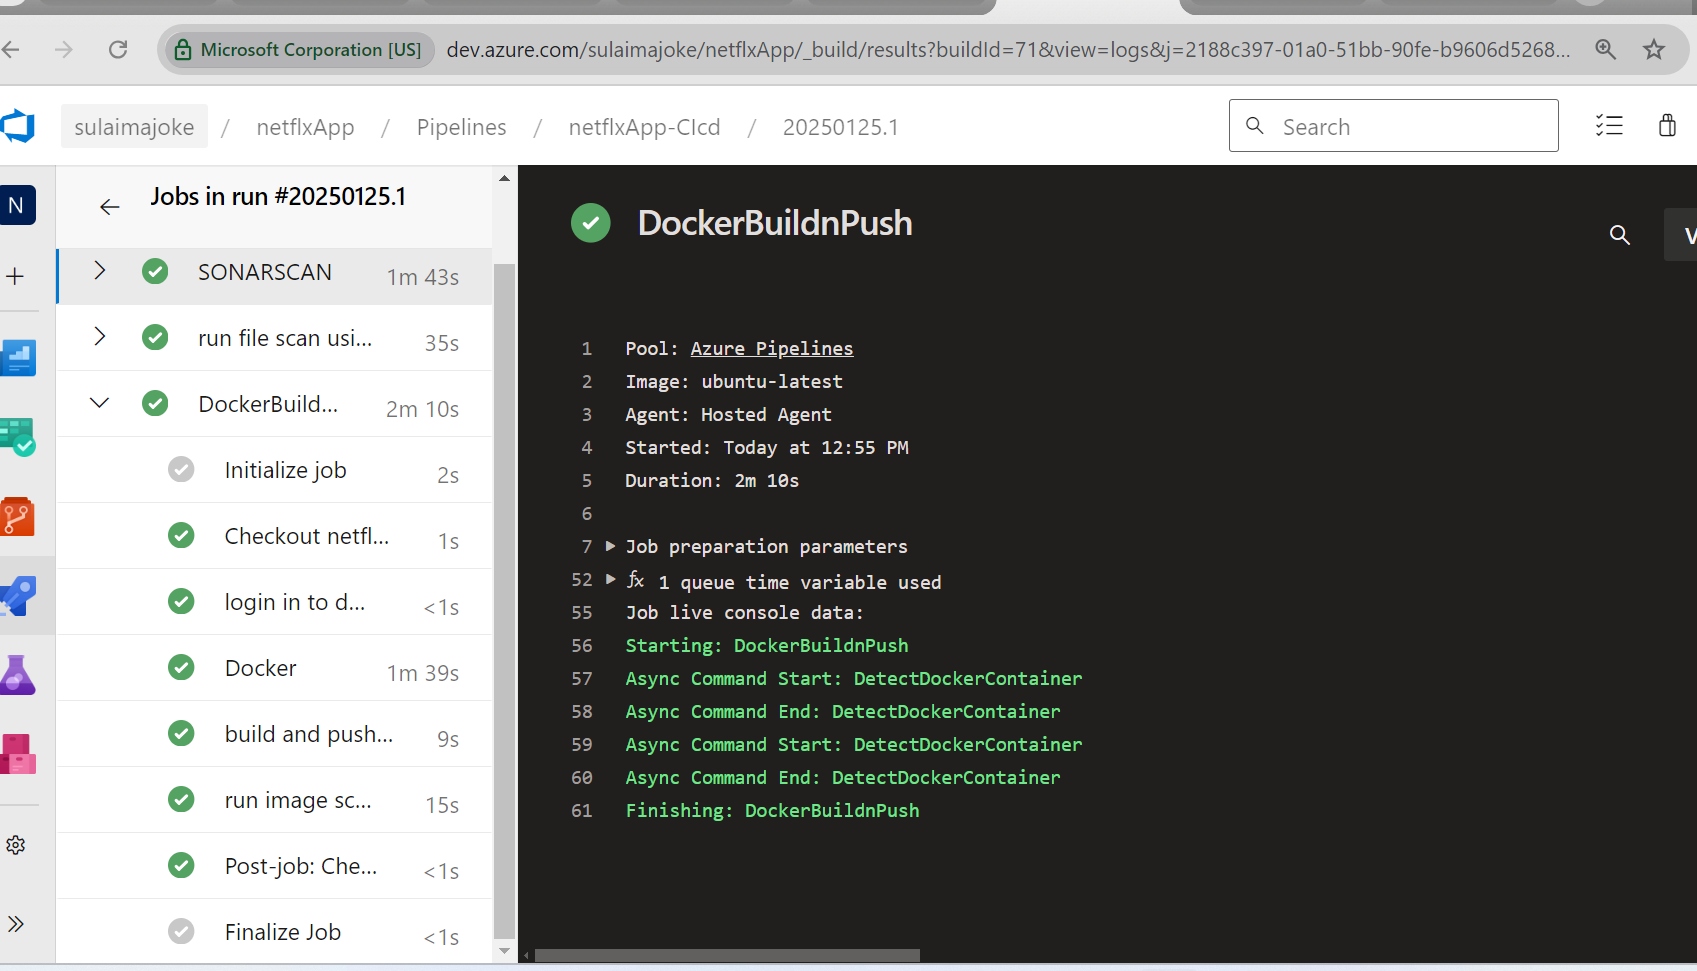 Microsoft Corporation [US] dev.azure.com/sulaimajoke/netflxApp/_build/results?buildId=71&view=logs&j=2188c397-01a0-51bb-90fe-b9606d5268...
sulaimajoke / netflxApp / Pipelines / netflxApp-CIcd / 20250125.1
Search
N
Jobs in run #20250125.1
SONARSCAN 1m 43s
run file scan usi... 35s
DockerBuild... 2m 10s
Initialize job 2s
Checkout netfl... 1s
login in to d... <1s
Docker 1m 39s
build and push... 9s
run image sc... 15s
Post-job: Che... <1s
Finalize Job <1s
DockerBuildnPush
V
1 Pool: Azure Pipelines
2 Image: ubuntu-latest
3 Agent: Hosted Agent
4 Started: Today at 12:55 PM
5 Duration: 2m 10s
6
7 Job preparation parameters
52 fx 1 queue time variable used
55 Job live console data:
56 Starting: DockerBuildnPush
57 Async Command Start: DetectDockerContainer
58 Async Command End: DetectDockerContainer
59 Async Command Start: DetectDockerContainer
60 Async Command End: DetectDockerContainer
61 Finishing: DockerBuildnPush